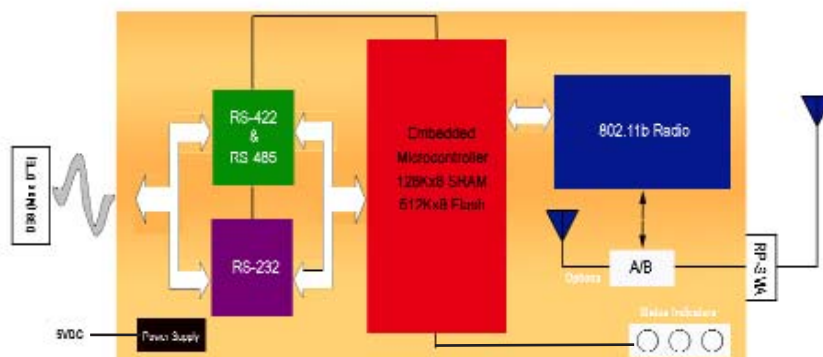 RS-422
&
RS 485
RS-232
Embedded
Microcontroller
128Kx8 SRAM
512Kx8 Flash
802.11b Radio
A/B
Options
RP-SMA
Status Indicators
5VDC
Power Supply